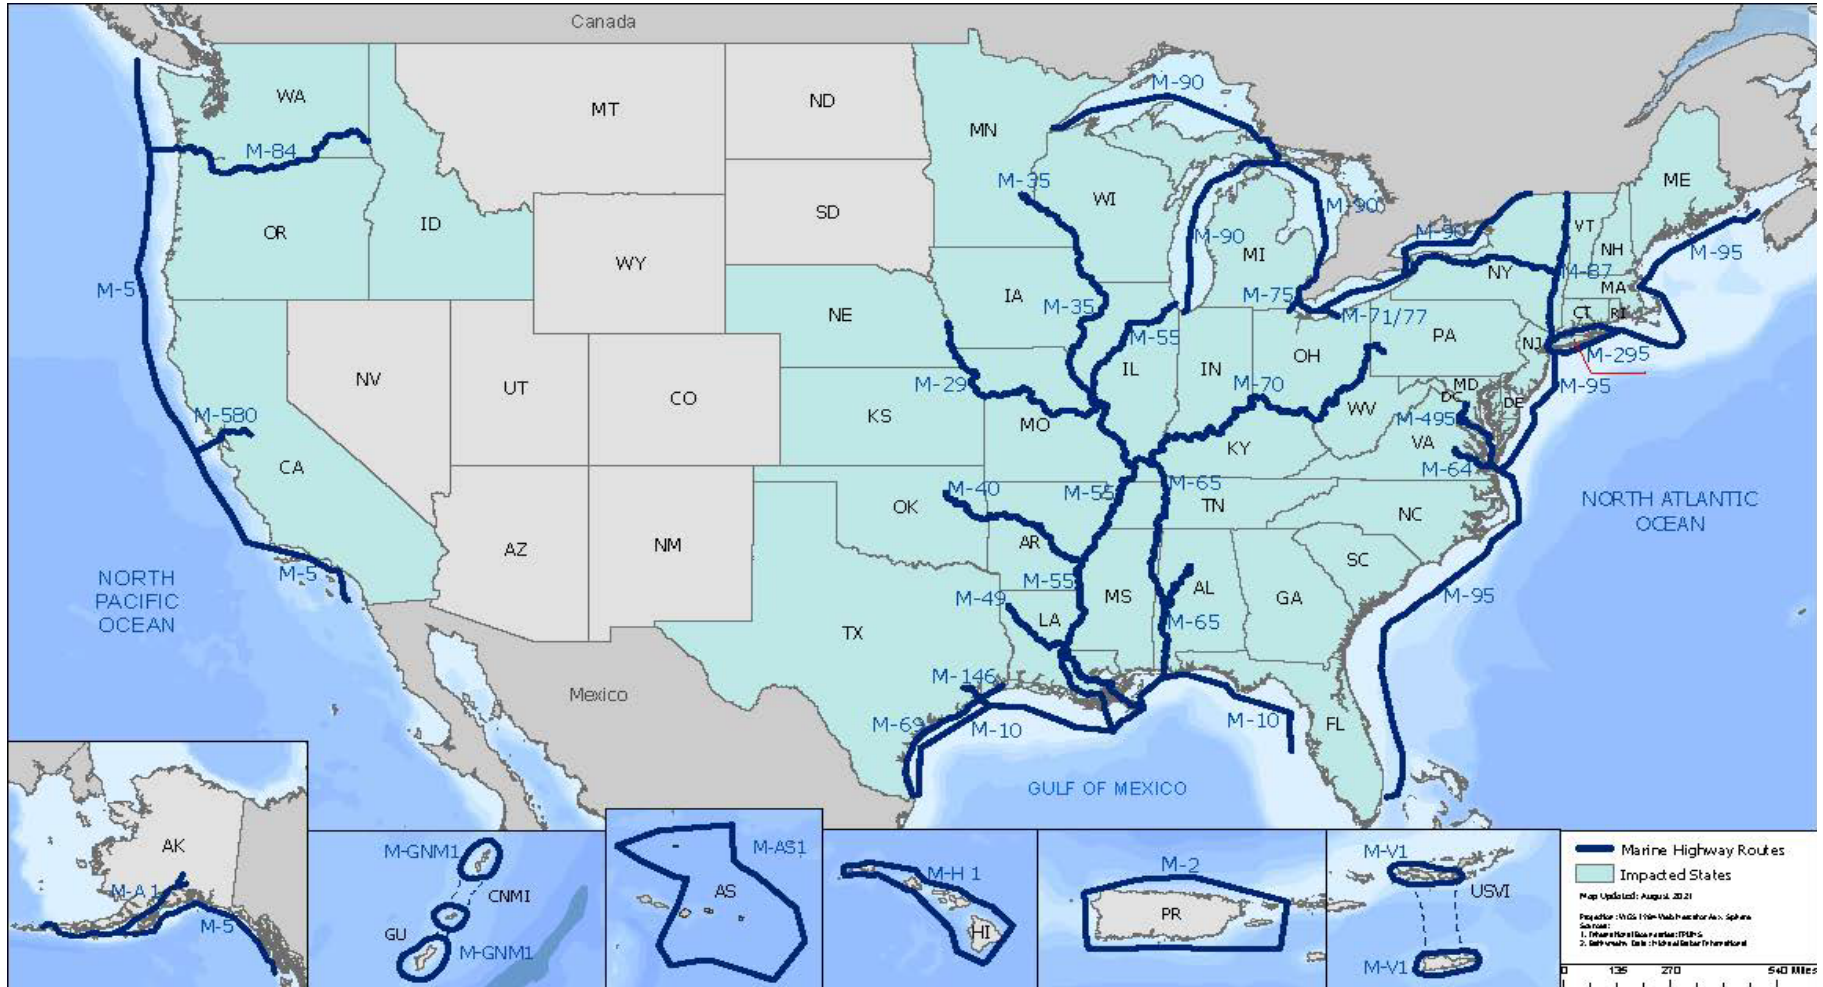 Canada
M-90
WA
MT
ND
MN
M-84
M-35
WI
ME
OR
ID
SD
M-90
VT
M-90
M-90
NH
M-95
WY
MI
NY
M-87
M-5
IA
M-75
MA
M-35
NE
M-71/77
CT
RI
M-55
PA
NJ
OH
M-295
NV
UT
CO
M-29
IL
IN
M-70
MD
M-95
DC
DE
M-580
KS
MO
WV
M-495
VA
CA
KY
M-64
M-40
M-55
M-65
OK
TN
NC
NORTH ATLANTIC
OCEAN
AZ
NM
AR
SC
M-5
M-55
AL
NORTH
PACIFIC
OCEAN
M-49
MS
GA
M-95
TX
LA
M-65
Mexico
M-146
M-69
M-10
M-10
FL
GULF OF MEXICO
AK
M-A 1
M-5
M-GNM1
CNMI
GU
M-GNM1
M-AS1
AS
M-H 1
HI
M-2
PR
M-V1
USVI
M-V1
Marine Highway Routes
Impacted States
Map Updated: August 2021
Sources:
0 135 270 540 Miles